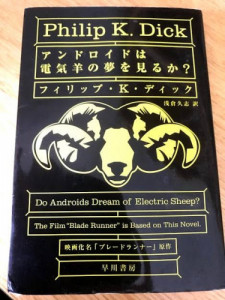 Philip K. Dick
アンドロイドは
電気羊の夢を見るか?
フィリップ・K・ディック
浅倉久志 訳
Do Androids Dream of Electric Sheep?
The Film "Blade Runner" is Based on This Novel.
映画化名「ブレードランナー」原作
早川書房